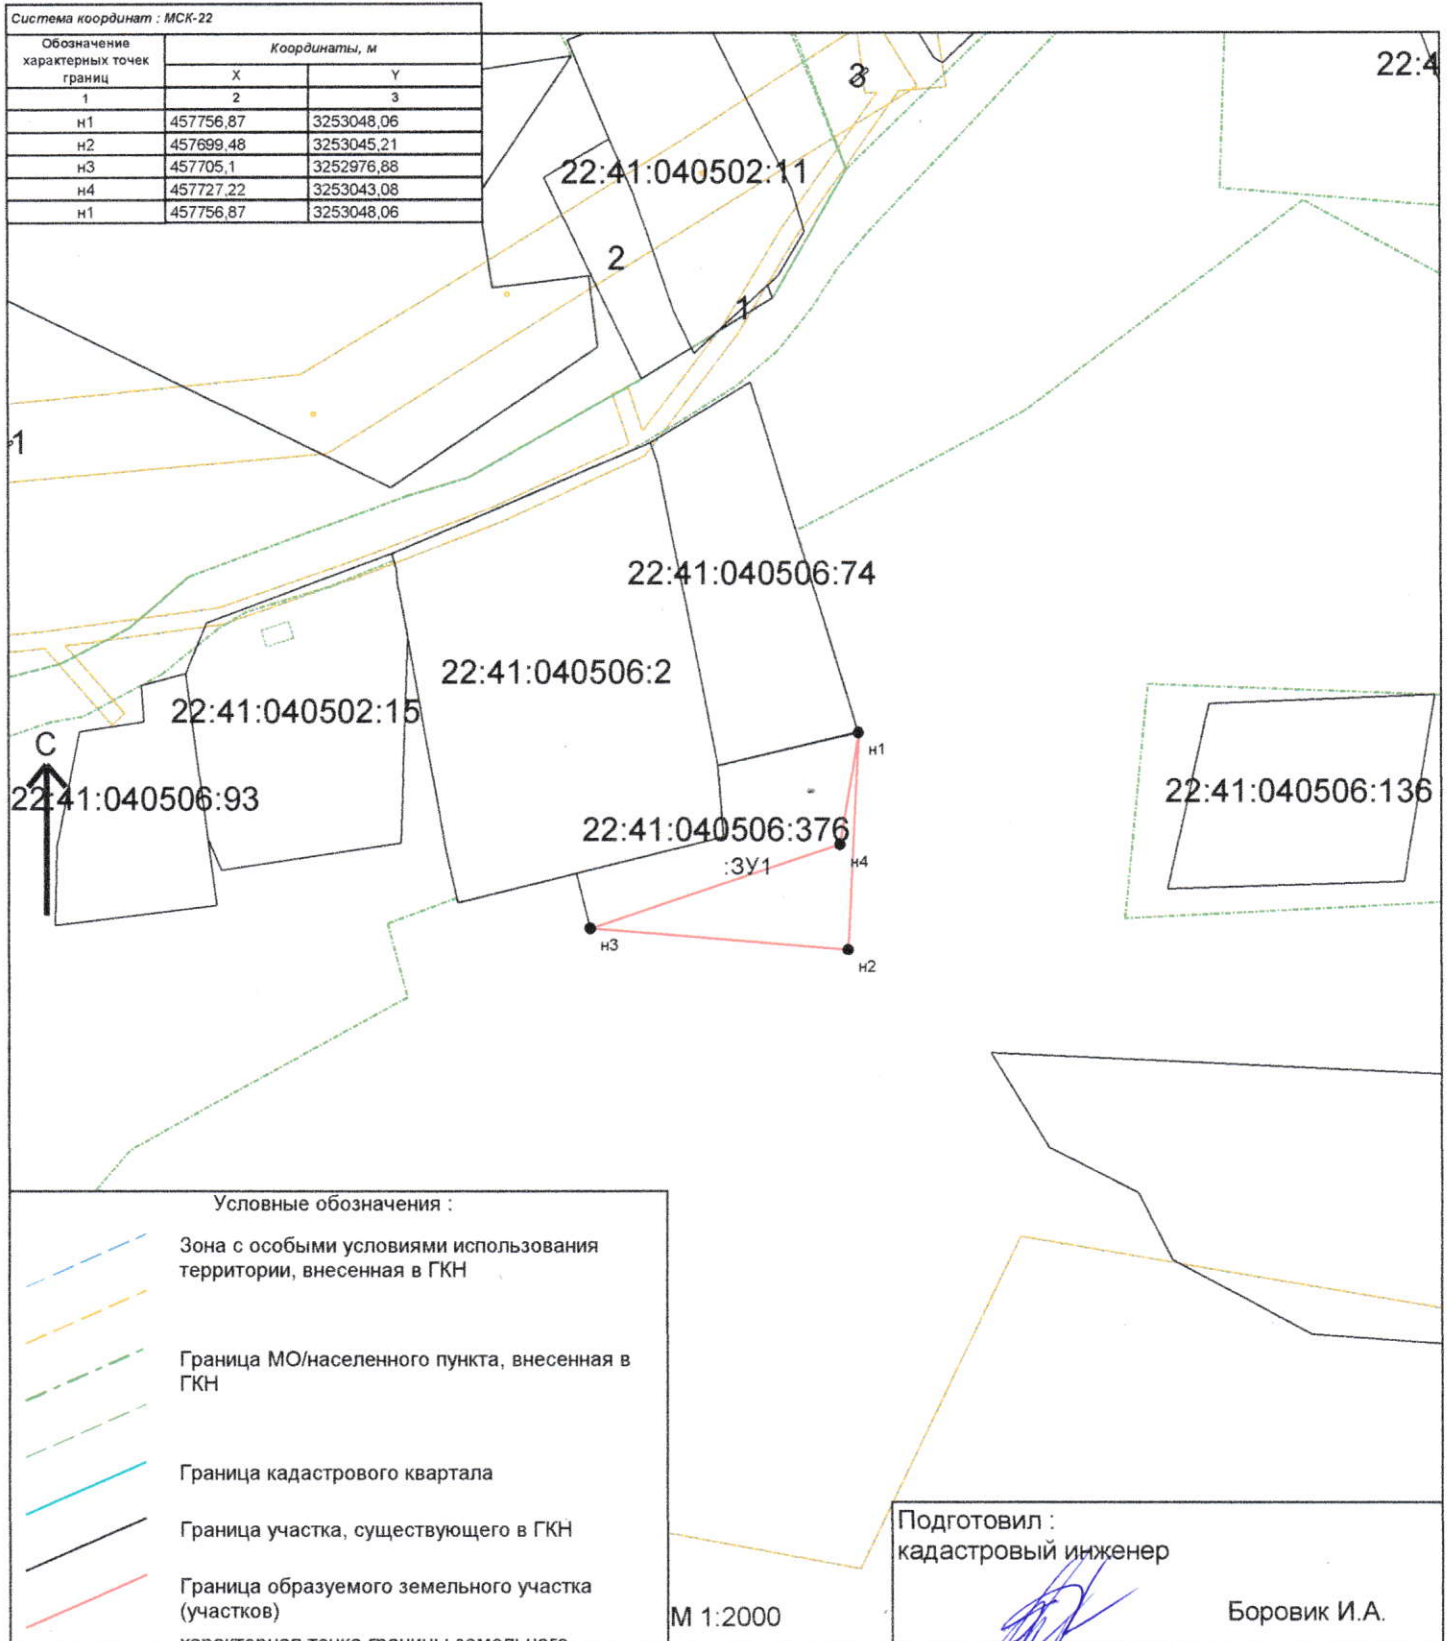 Система координат : МСК-22
Обозначение характерных точек границ | Координаты, м
X | Y
1 | 2 | 3
н1 | 457756,87 | 3253048,06
н2 | 457699,48 | 3253045,21
н3 | 457705,1 | 3252976,88
н4 | 457727,22 | 3253043,08
н1 | 457756,87 | 3253048,06
22:4
3
22:41:040502:11
2
1
1
22:41:040506:74
22:41:040506:2
22:41:040502:15
С
н1
22:41:040506:93
22:41:040506:136
22:41:040506:376
:ЗУ1
н4
н3
н2
Условные обозначения :
Зона с особыми условиями использования
территории, внесенная в ГКН
Граница МО/населенного пункта, внесенная в
ГКН
Граница кадастрового квартала
Граница участка, существующего в ГКН
Граница образуемого земельного участка
(участков)
характерная точка границы земельного
М 1:2000
Подготовил :
кадастровый инженер
Боровик И.А.